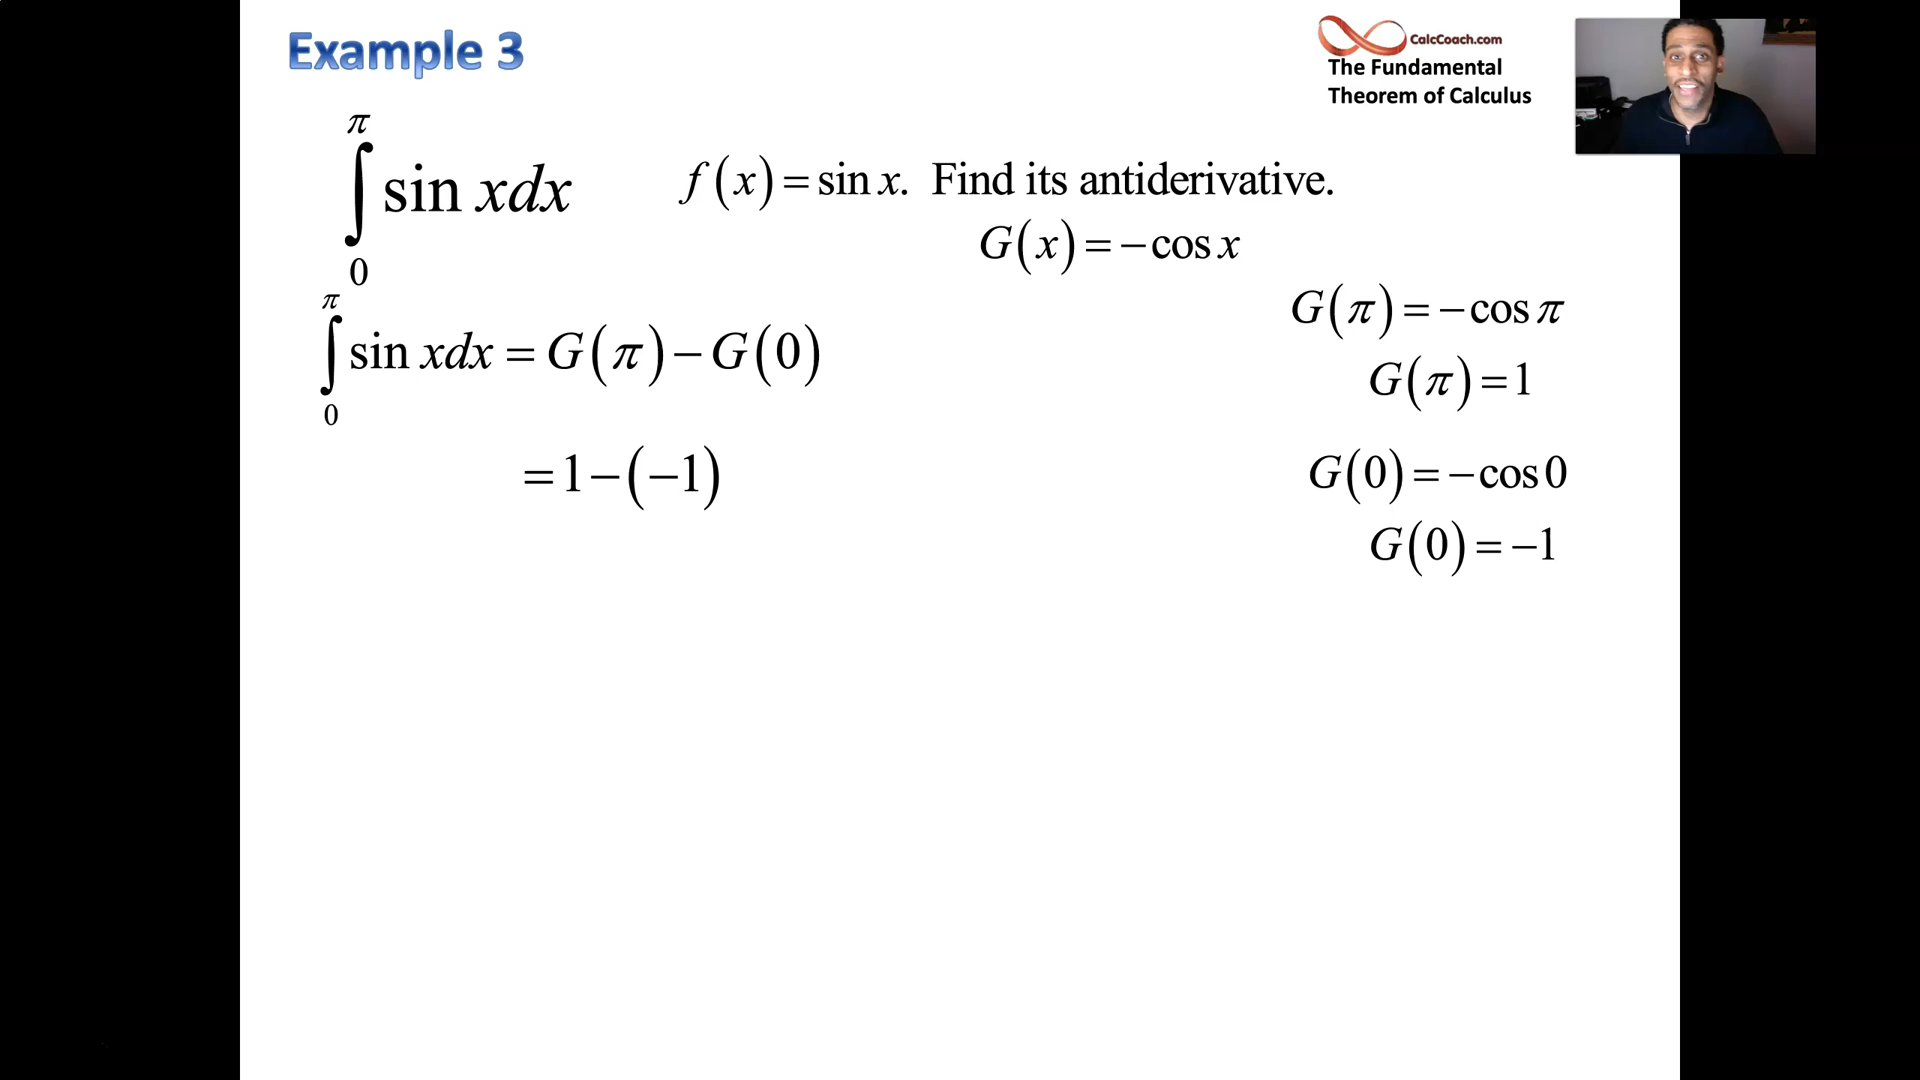 Example 3
CalcCoach.com
The Fundamental
Theorem of Calculus
π
∫ sin xdx
0
f(x) = sin x. Find its antiderivative.
G(x) = −cos x
π
∫ sin xdx = G(π) − G(0)
0
= 1 − (−1)
G(π) = −cos π
G(π) = 1
G(0) = −cos 0
G(0) = −1